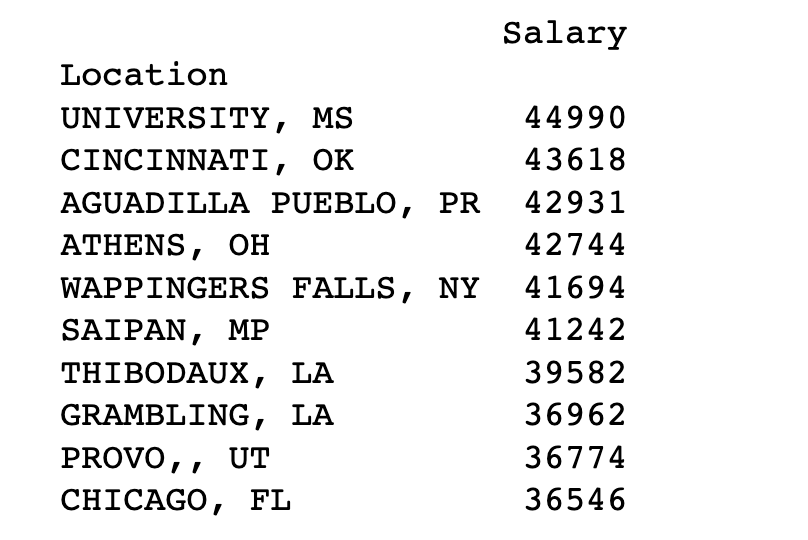 Salary
Location
UNIVERSITY, MS 44990
CINCINNATI, OK 43618
AGUADILLA PUEBLO, PR 42931
ATHENS, OH 42744
WAPPINGERS FALLS, NY 41694
SAIPAN, MP 41242
THIBODAUX, LA 39582
GRAMBLING, LA 36962
PROVO,, UT 36774
CHICAGO, FL 36546